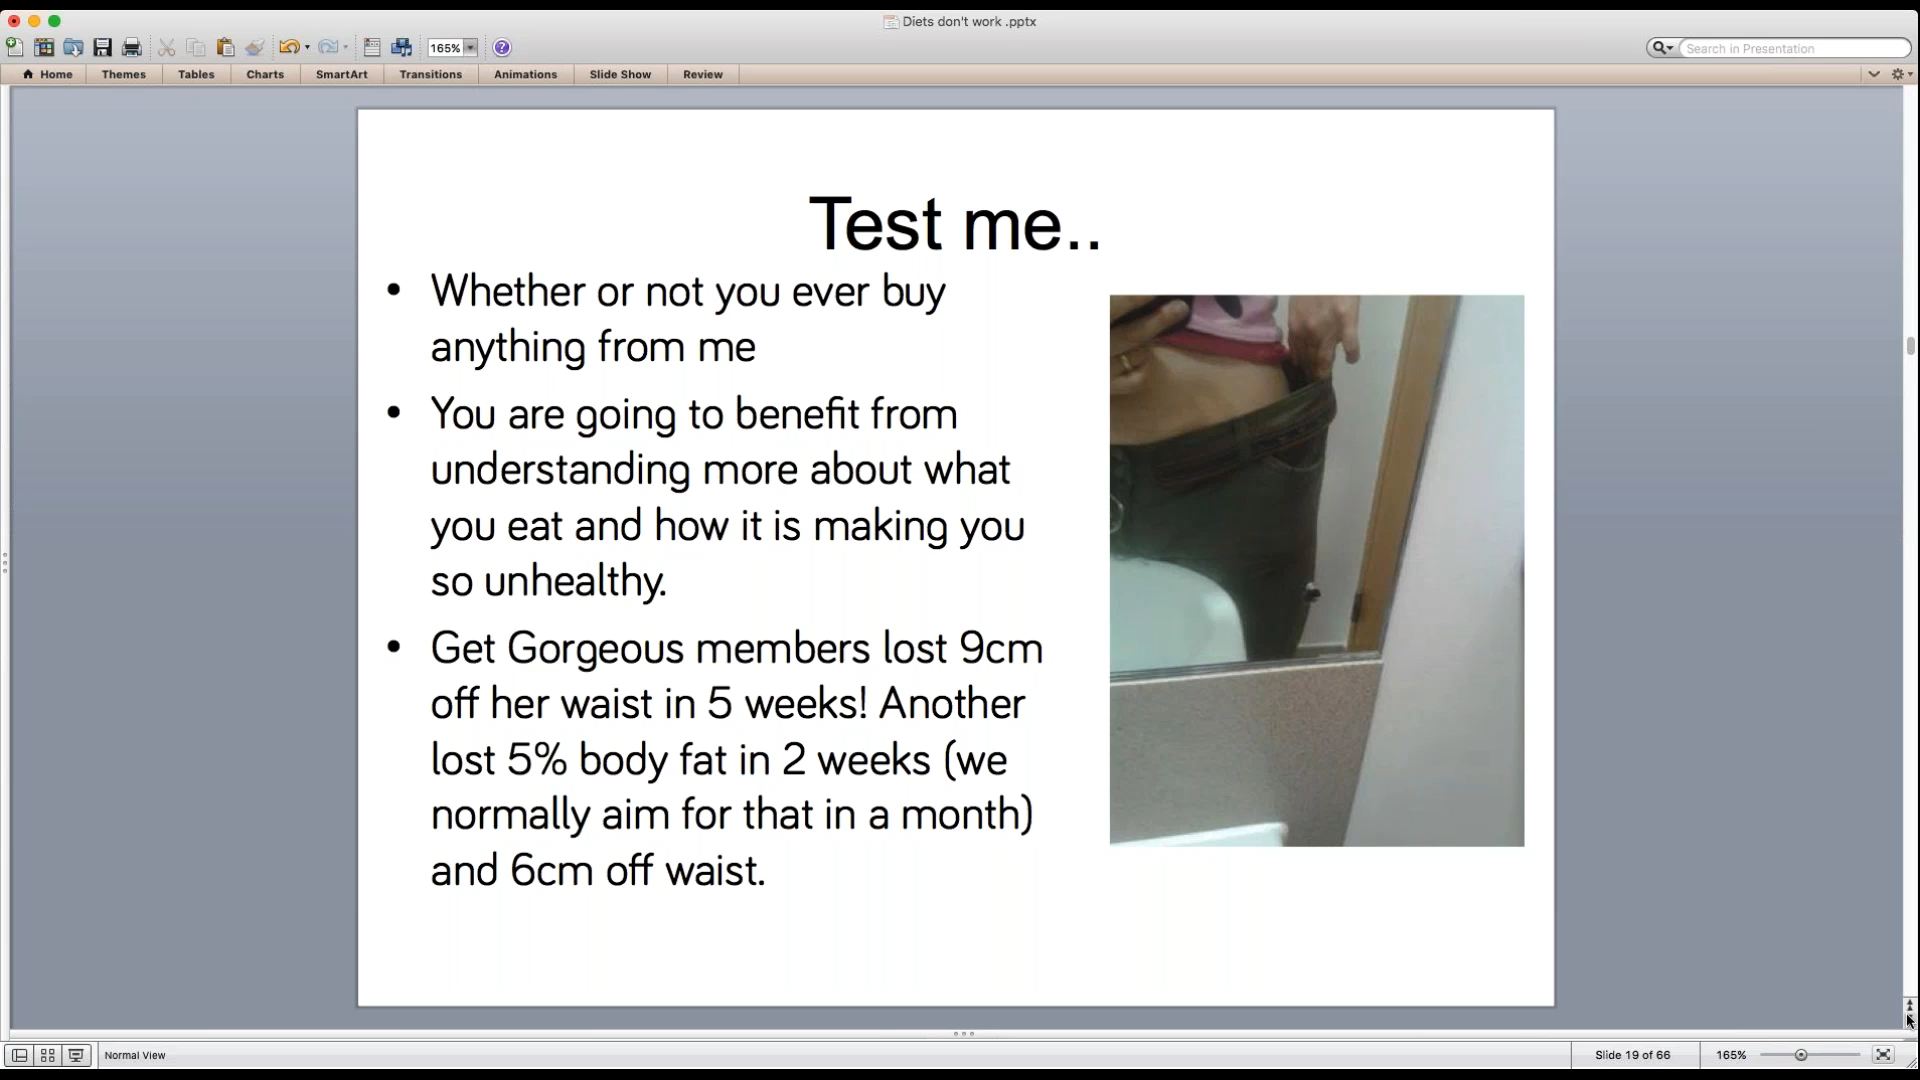 Diets don't work .pptx
165%
Search in Presentation
Home Themes Tables Charts SmartArt Transitions Animations Slide Show Review
Test me..
• Whether or not you ever buy
anything from me
• You are going to benefit from
understanding more about what
you eat and how it is making you
so unhealthy.
• Get Gorgeous members lost 9cm
off her waist in 5 weeks! Another
lost 5% body fat in 2 weeks (we
normally aim for that in a month)
and 6cm off waist.
Normal View
Slide 19 of 66
165%